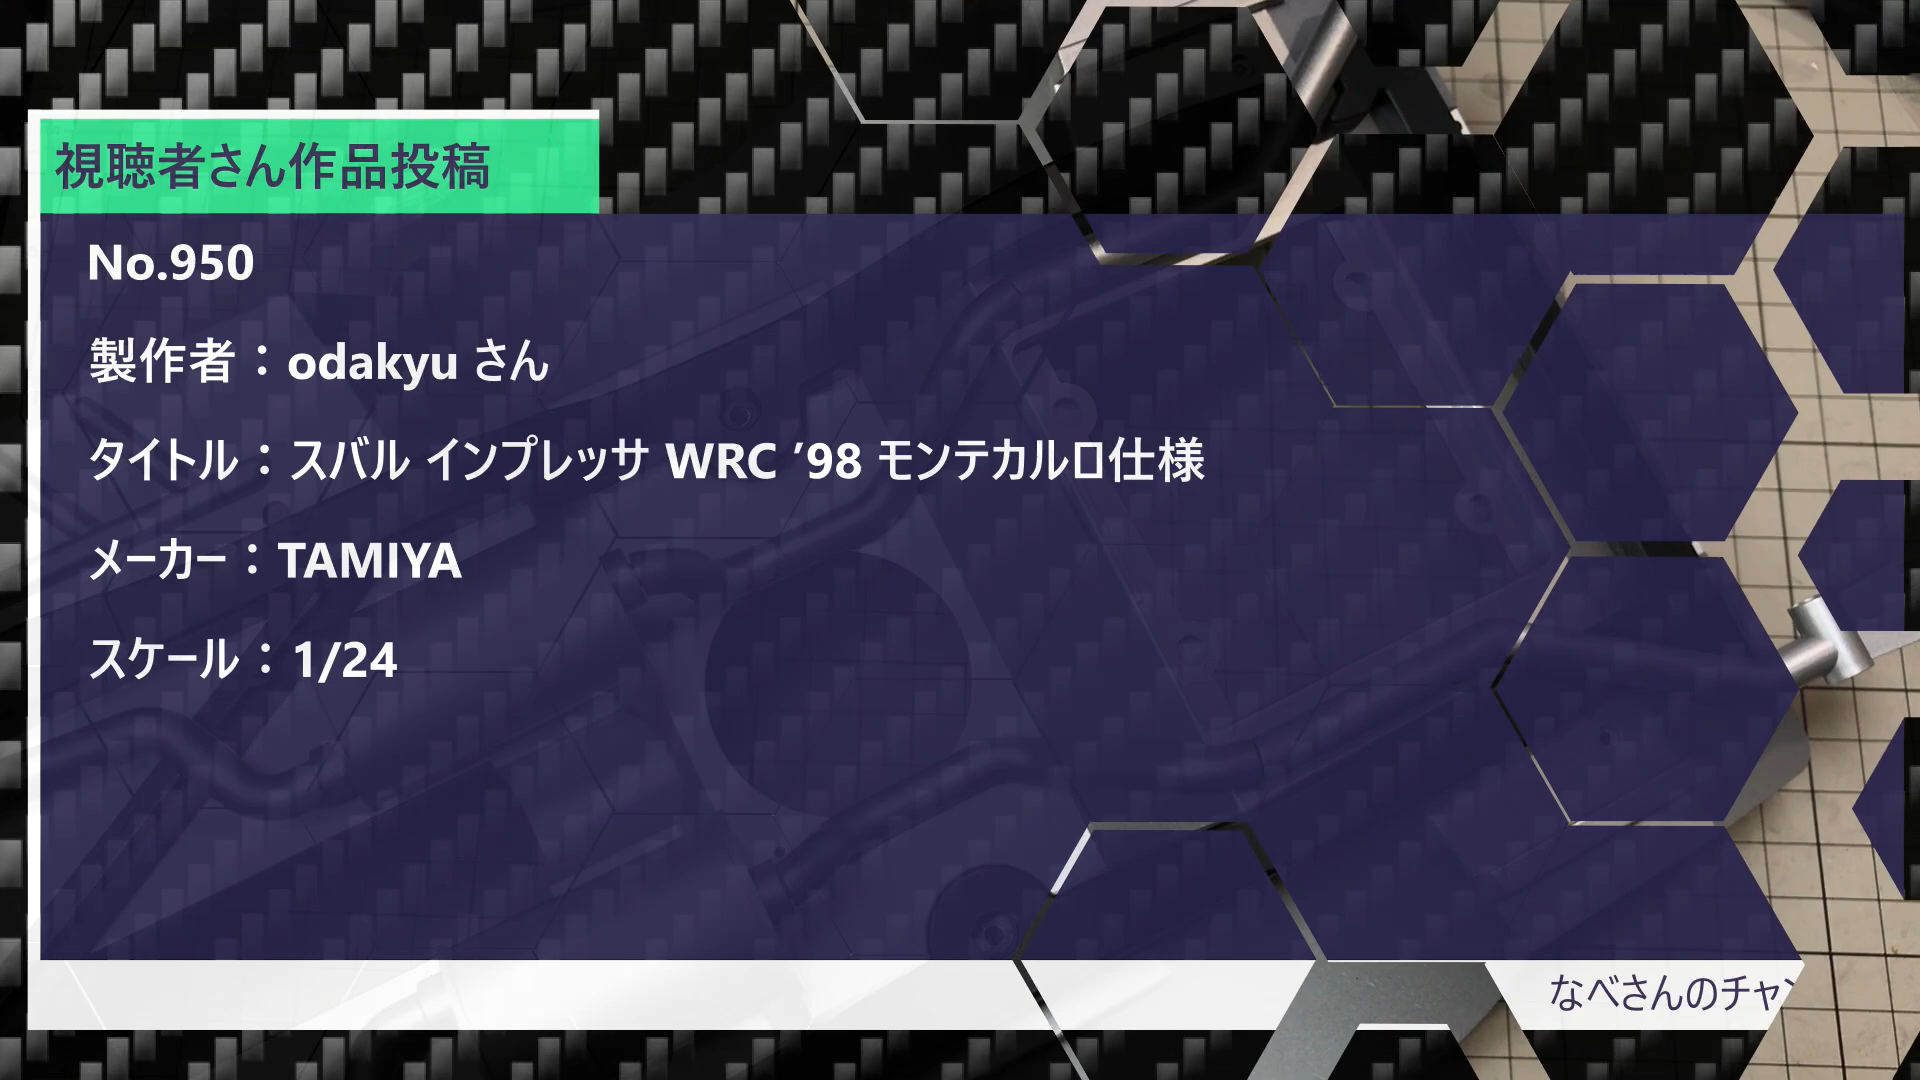 視聴者さん作品投稿
No.950
製作者：odakyu さん
タイトル：スバル インプレッサ WRC ’98 モンテカルロ仕様
メーカー：TAMIYA
スケール：1/24
なべさんのチャン